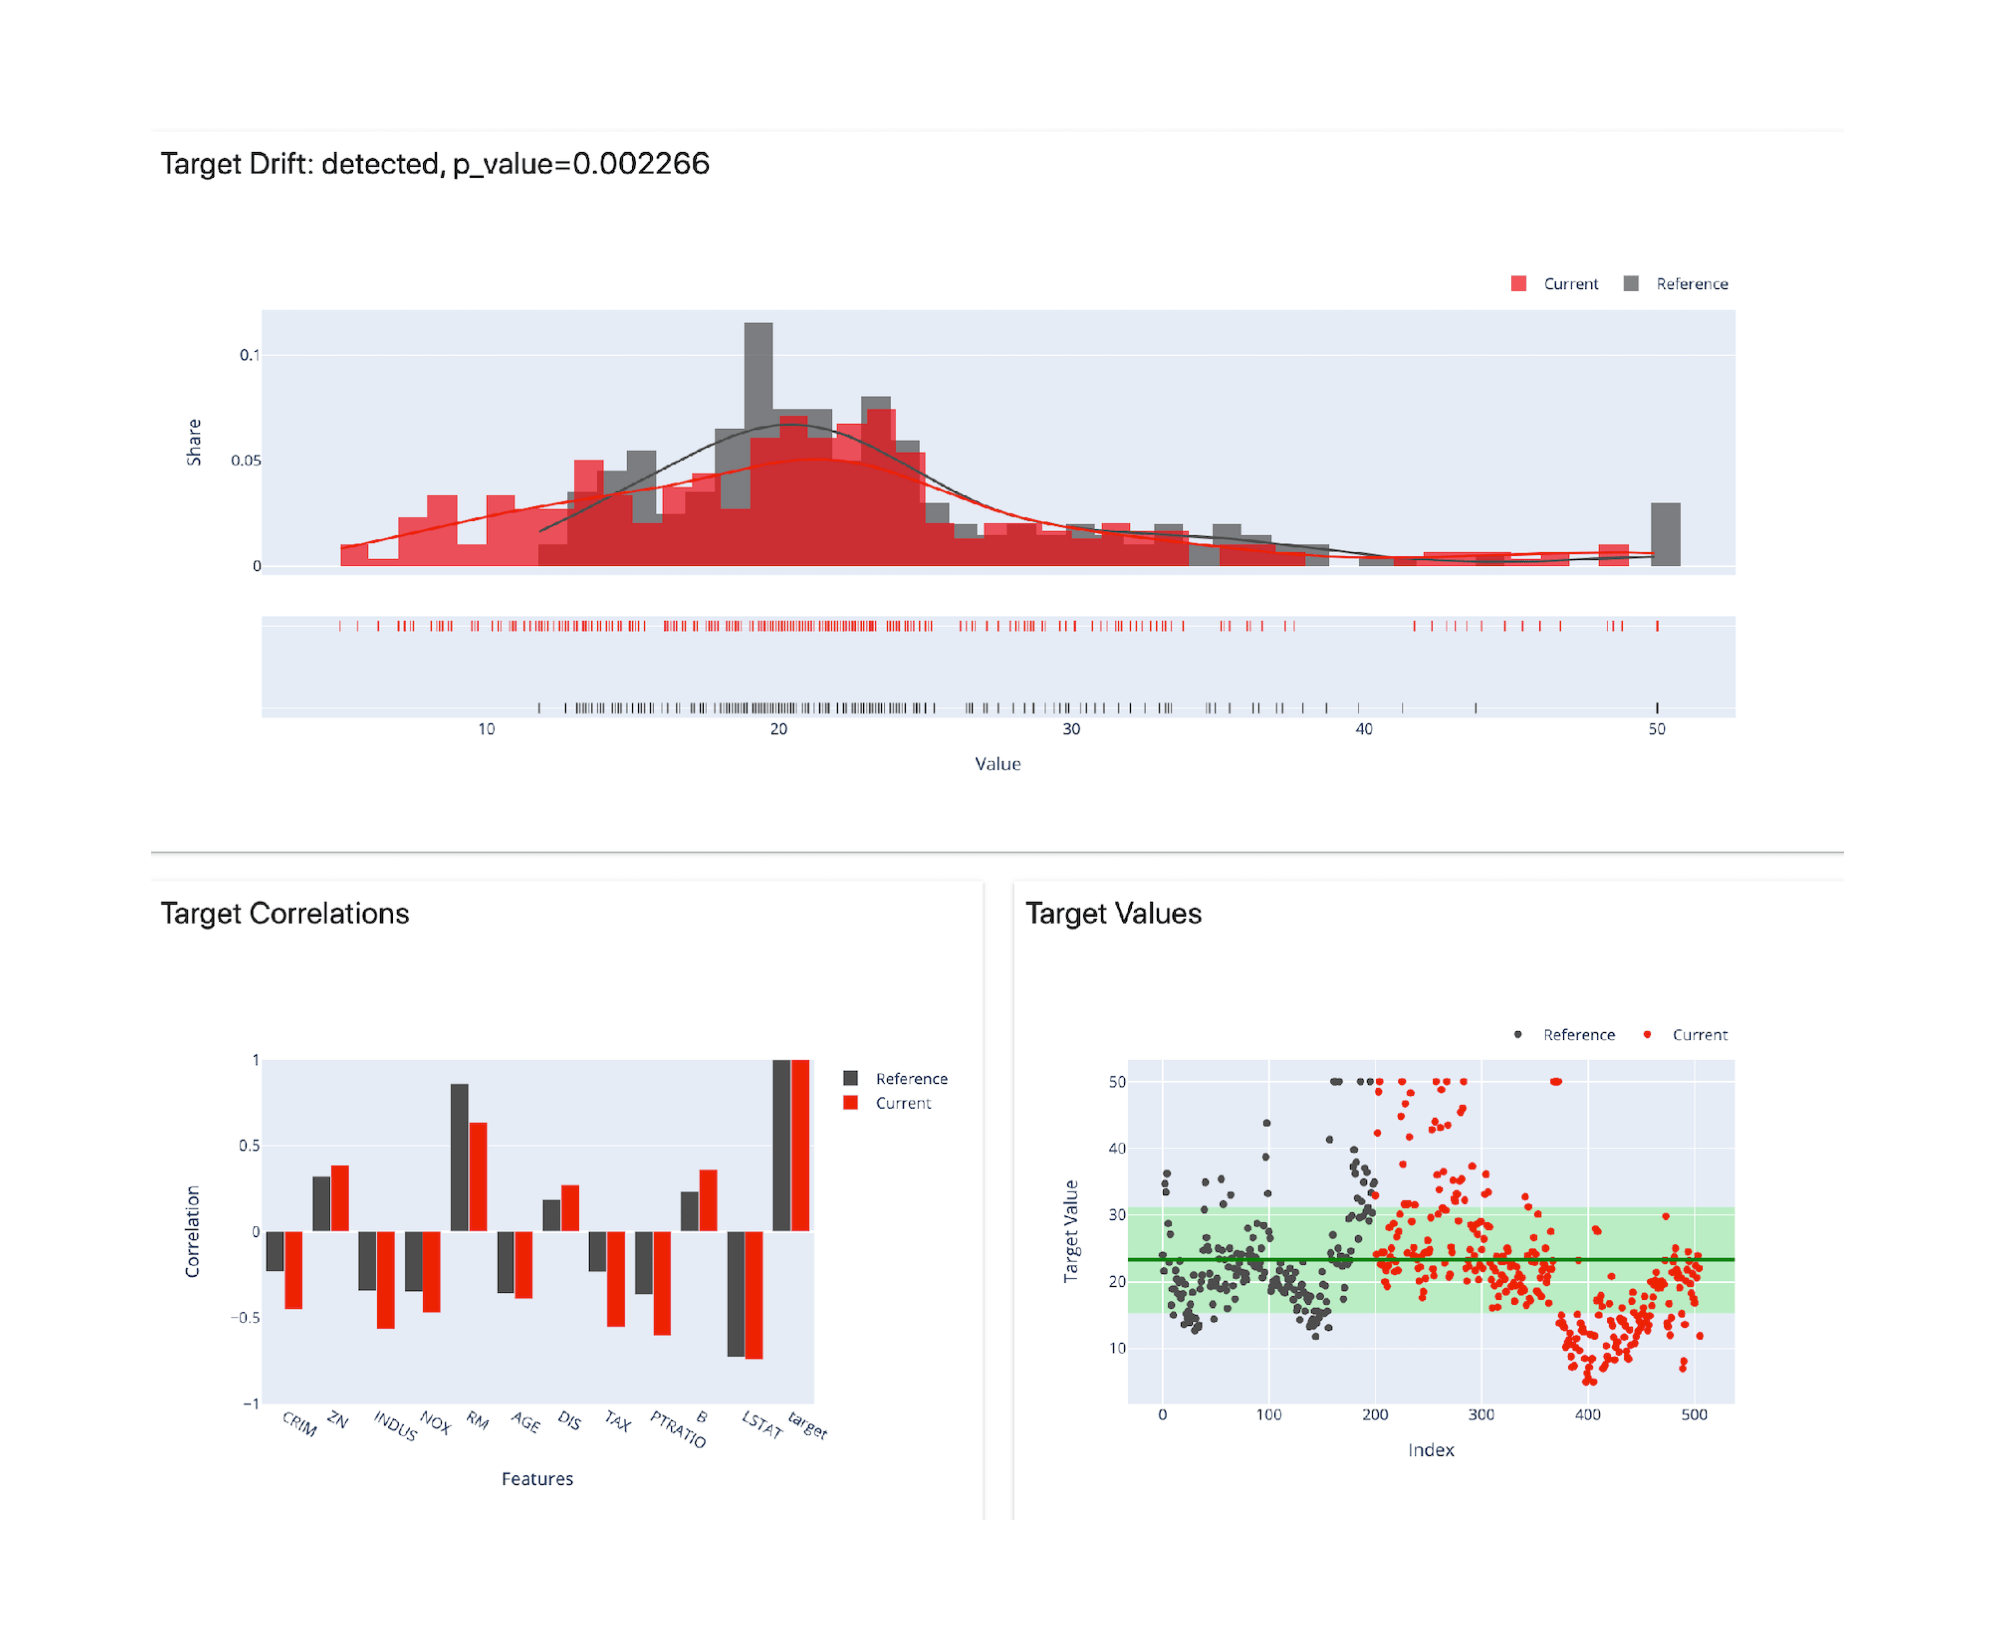 Target Drift: detected, p_value=0.002266
Current Reference
0.1
0.05
0
Share
10 20 30 40 50
Value
Target Correlations
Reference
Current
1
0.5
0
−0.5
−1
Correlation
CRIM ZN INDUS NOX RM AGE DIS TAX PTRATIO B LSTAT target
Features
Target Values
Reference Current
50
40
30
20
10
Target Value
0 100 200 300 400 500
Index